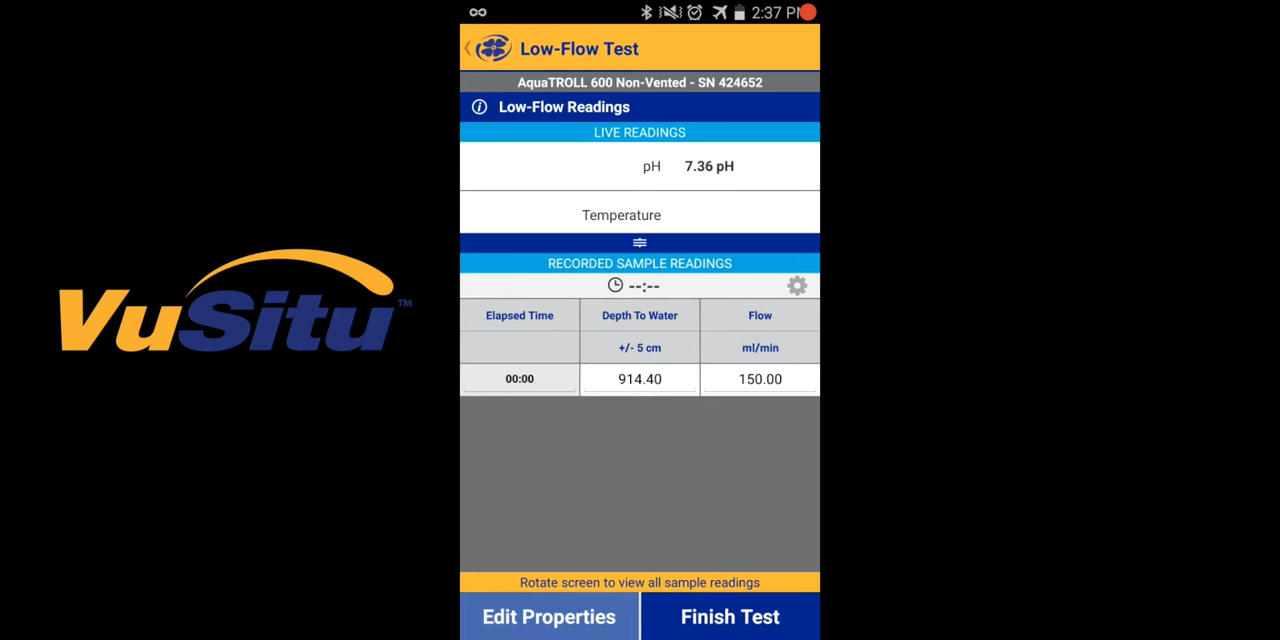 2:37 P
Low-Flow Test
AquaTROLL 600 Non-Vented - SN 424652
Low-Flow Readings
LIVE READINGS
pH 7.36 pH
Temperature
RECORDED SAMPLE READINGS
--:--
Elapsed Time Depth To Water Flow
+/- 5 cm ml/min
00:00 914.40 150.00
Rotate screen to view all sample readings
Edit Properties Finish Test
VuSitu™